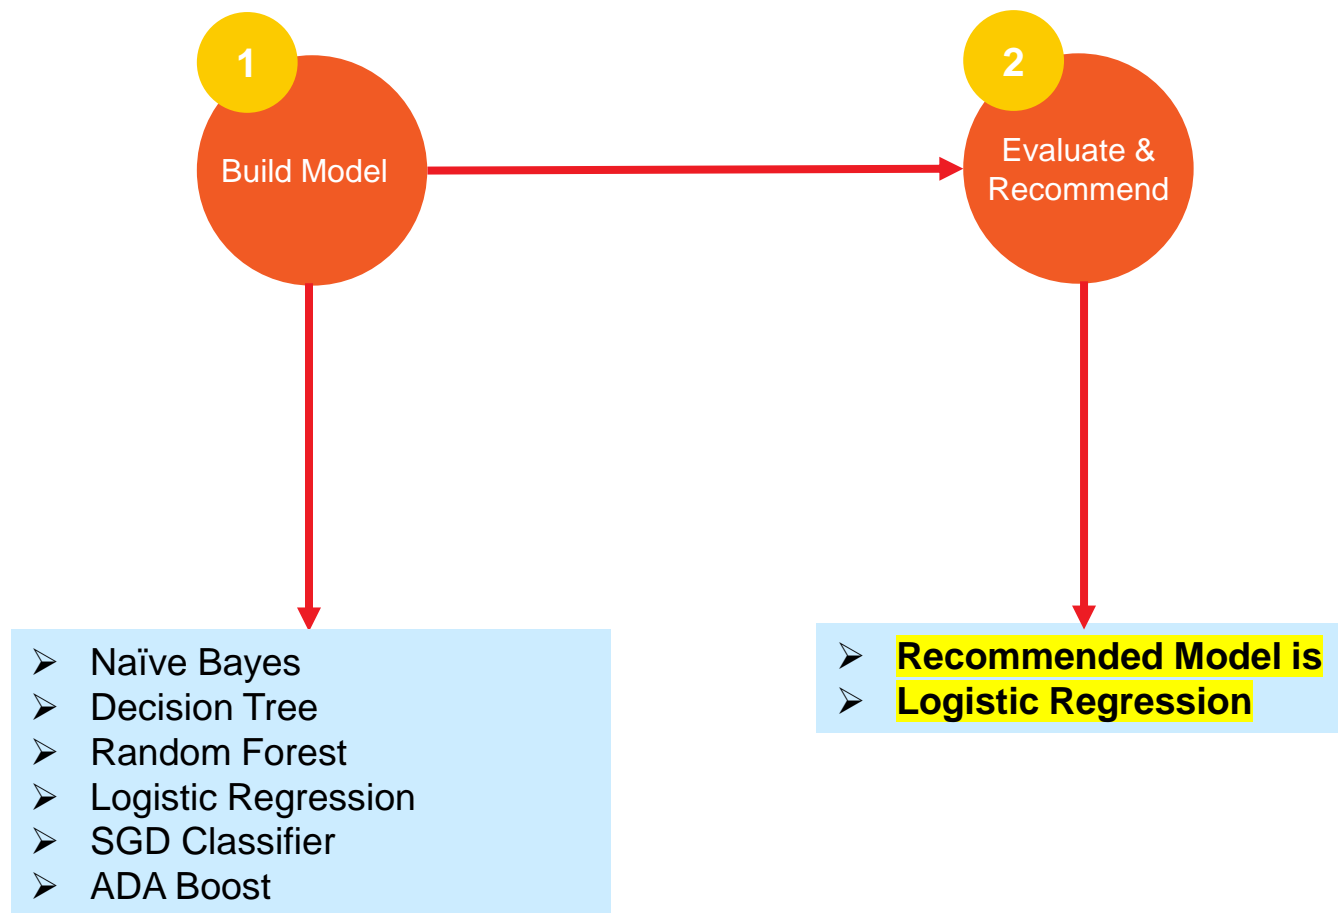 1
Build Model
2
Evaluate &
Recommend
➢ Naïve Bayes
➢ Decision Tree
➢ Random Forest
➢ Logistic Regression
➢ SGD Classifier
➢ ADA Boost
➢ Recommended Model is
➢ Logistic Regression